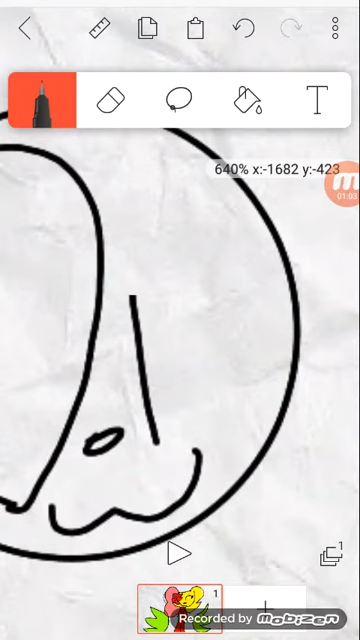 T
640% x:-1682 y:-423
01:03
1
1
Recorded by mobizen